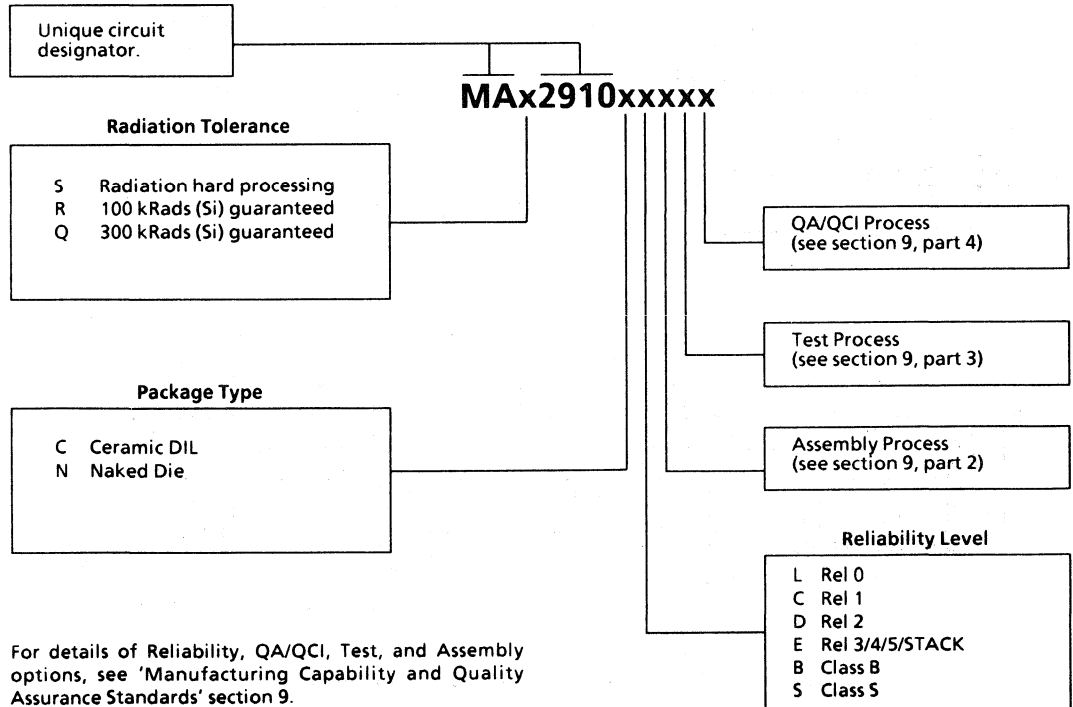 Unique circuit
designator.
MAx2910xxxxx
Radiation Tolerance
S Radiation hard processing
R 100 kRads (Si) guaranteed
Q 300 kRads (Si) guaranteed
QA/QCI Process
(see section 9, part 4)
Test Process
(see section 9, part 3)
Package Type
C Ceramic DIL
N Naked Die
Assembly Process
(see section 9, part 2)
Reliability Level
L Rel 0
C Rel 1
D Rel 2
E Rel 3/4/5/STACK
B Class B
S Class S
For details of Reliability, QA/QCI, Test, and Assembly
options, see 'Manufacturing Capability and Quality
Assurance Standards' section 9.